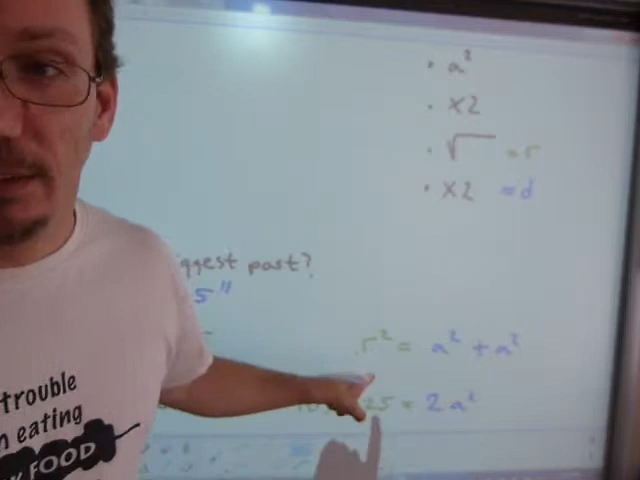 • a²
• x2
• √ = r
• x2 = d
ggest post?
5"
r² = a² + a²
25 = 2a²
trouble
n eating
FOOD